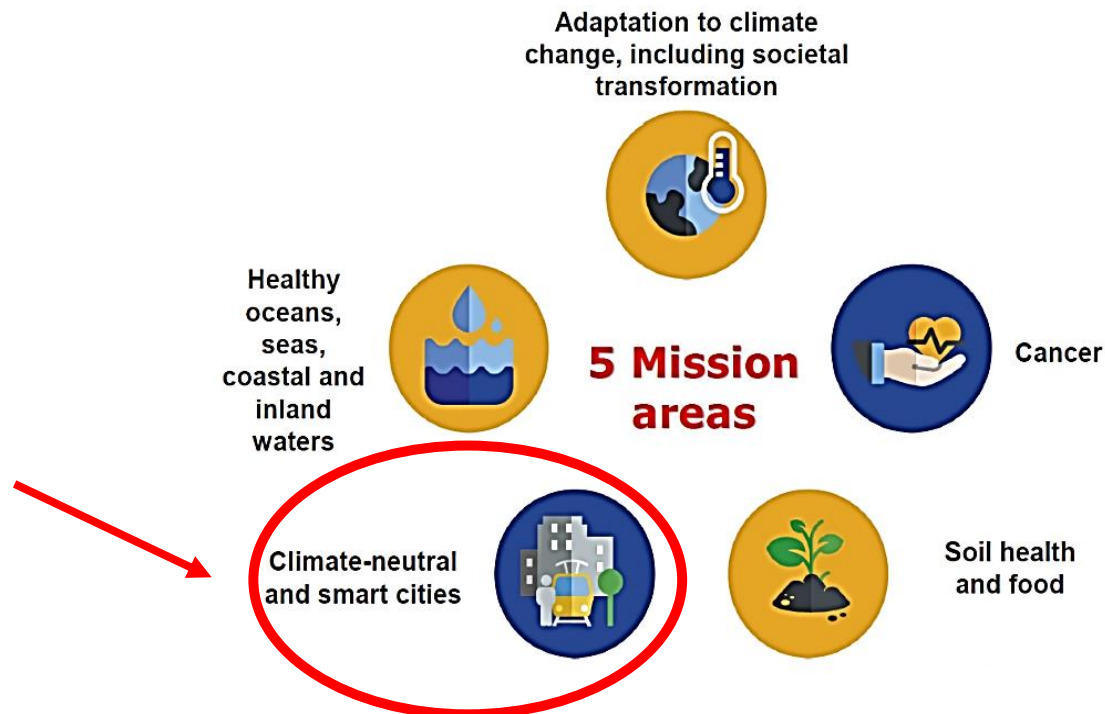 Adaptation to climate
change, including societal
transformation
Healthy
oceans,
seas,
coastal and
inland
waters
5 Mission
areas
Cancer
Climate-neutral
and smart cities
Soil health
and food